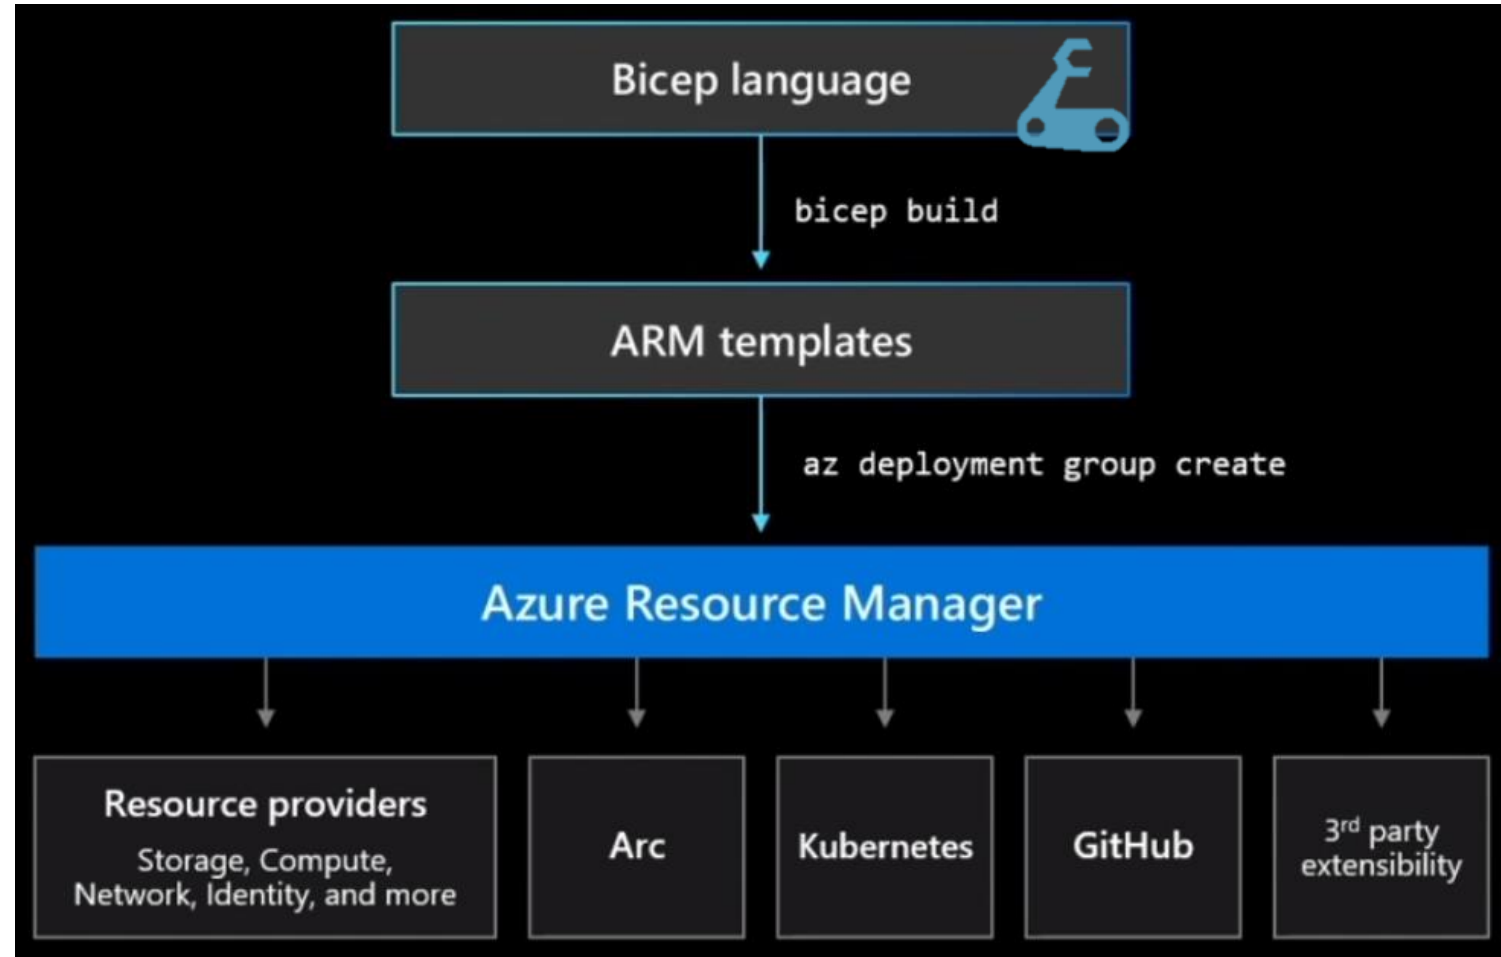 Bicep language
bicep build
ARM templates
az deployment group create
Azure Resource Manager
Resource providers
Storage, Compute,
Network, Identity, and more
Arc
Kubernetes
GitHub
3rd party
extensibility